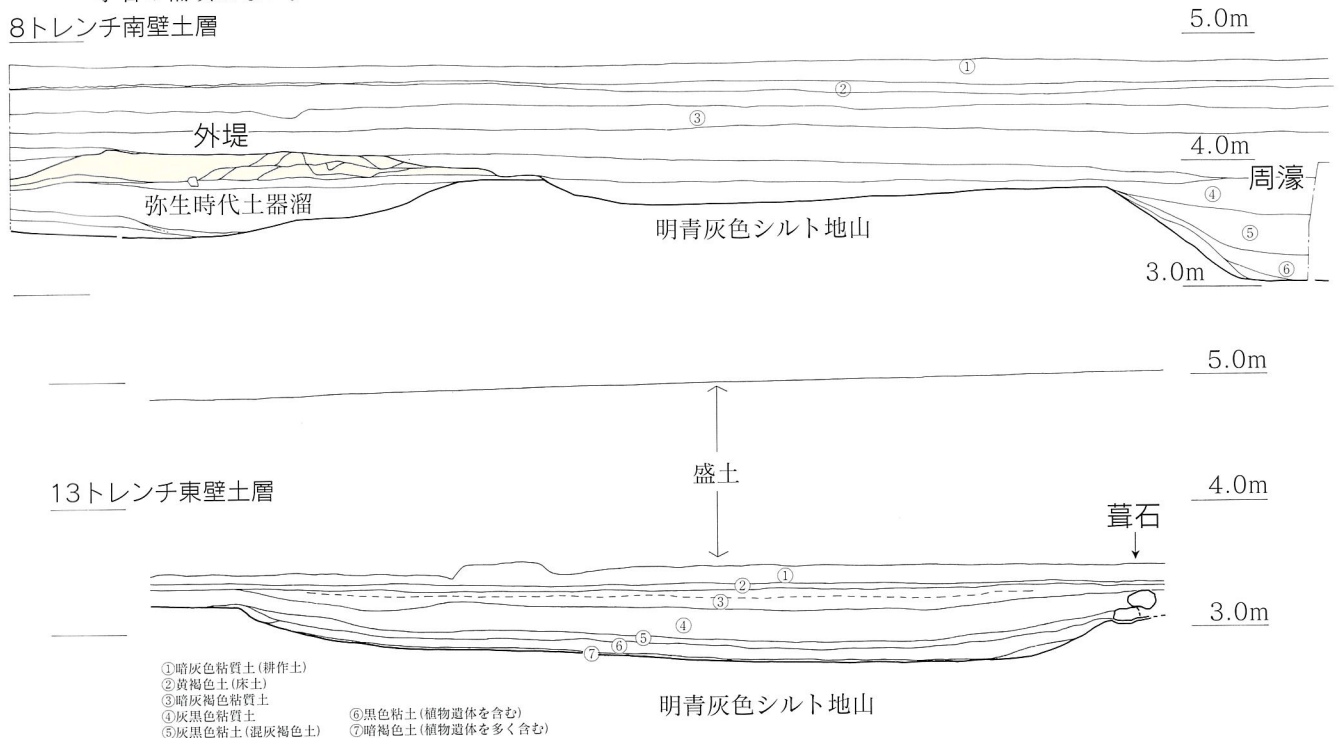 8トレンチ南壁土層
5.0m
①
②
③
外堤
4.0m
周濠
④
弥生時代土器溜
明青灰色シルト地山
⑤
⑥
3.0m
5.0m
盛土
13トレンチ東壁土層
4.0m
葺石
①
②
③
④
3.0m
⑤
⑥
⑦
①暗灰色粘質土(耕作土)
②黄褐色土(床土)
③暗灰褐色粘質土
④灰黒色粘質土
⑤灰黒色粘土(混灰褐色土)
⑥黒色粘土(植物遺体を含む)
⑦暗褐色土(植物遺体を多く含む)
明青灰色シルト地山